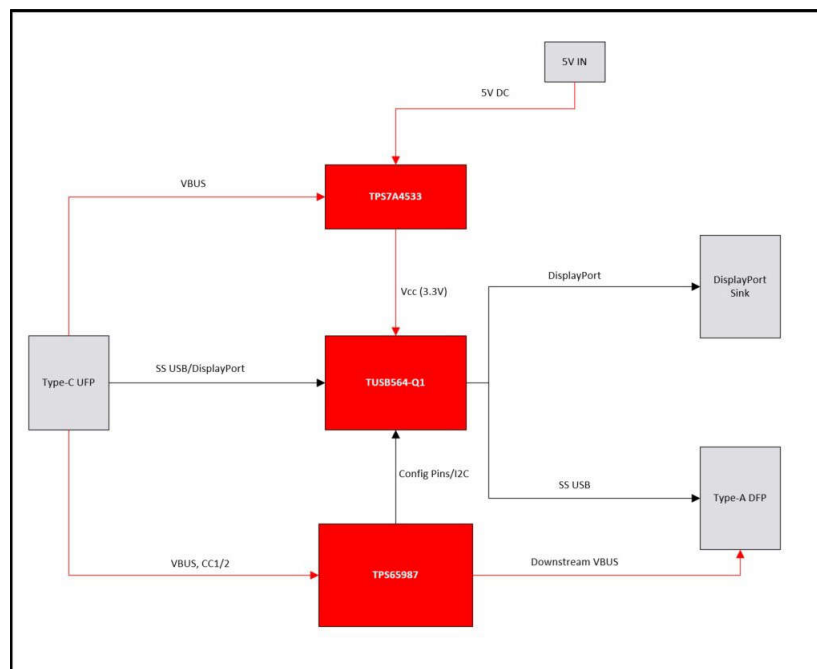 5V IN
5V DC
VBUS
TPS7A4533
DisplayPort
Vcc (3.3V)
DisplayPort
Sink
Type-C UFP
SS USB/DisplayPort
TUSB564-Q1
Config Pins/I2C
SS USB
Type-A DFP
VBUS, CC1/2
TPS65987
Downstream VBUS